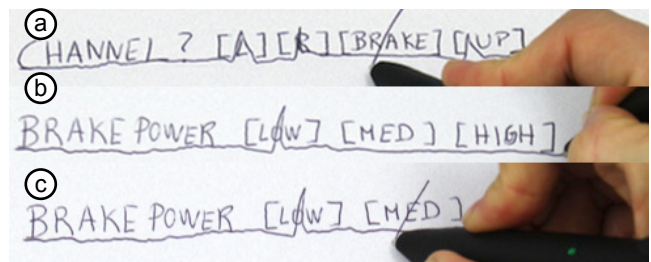 a CHANNEL ? [A] [B] [BRAKE] [UP]
b BRAKE POWER [LOW] [MED] [HIGH]
c BRAKE POWER [LOW] [MED]